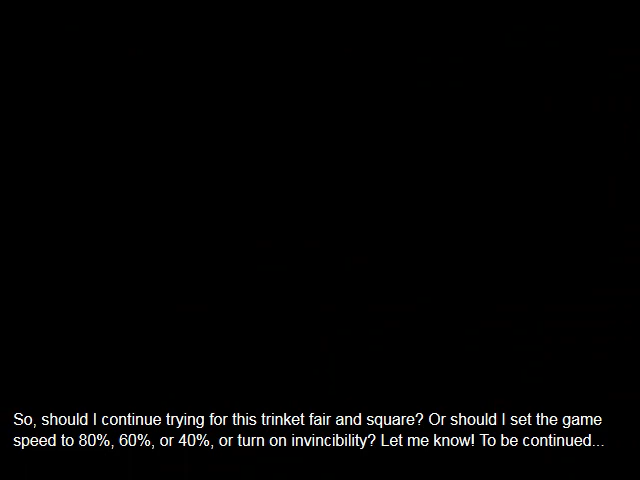 So, should I continue trying for this trinket fair and square? Or should I set the game
speed to 80%, 60%, or 40%, or turn on invincibility? Let me know! To be continued...